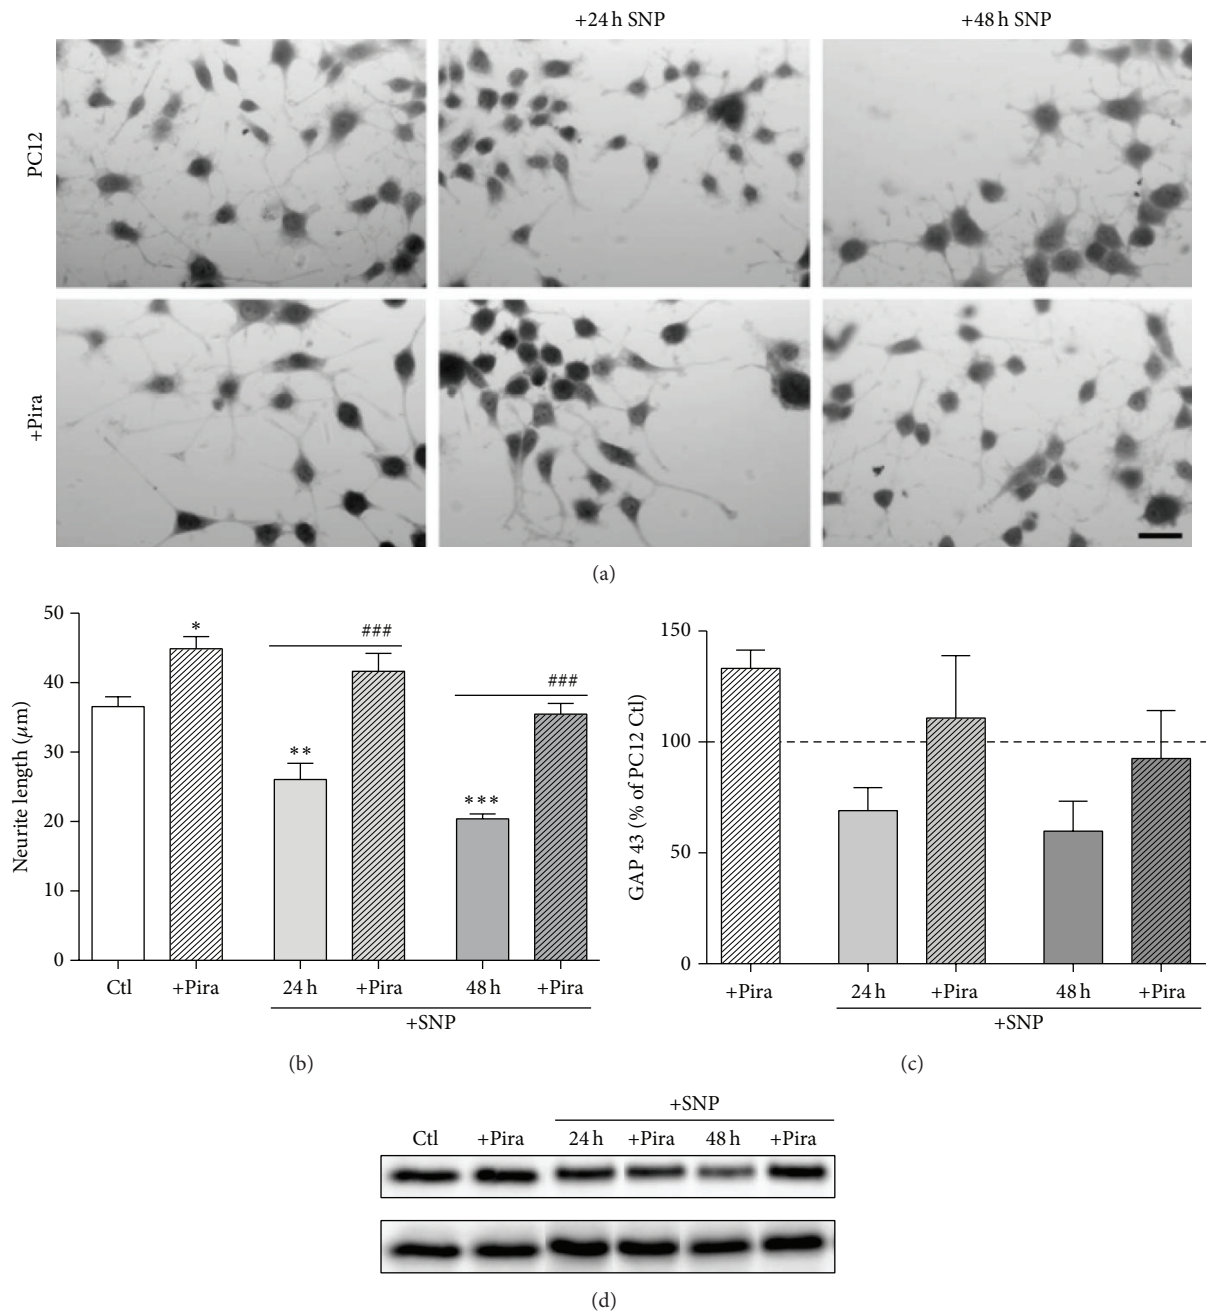 +24 h SNP
+48 h SNP
PC12
+Pira
(a)
50
40
30
20
10
0
Neurite length (μm)
*
**
###
***
###
Ctl
+Pira
24 h
+Pira
48 h
+Pira
+SNP
(b)
150
100
50
0
GAP 43 (% of PC12 Ctl)
+Pira
24 h
+Pira
48 h
+Pira
+SNP
(c)
+SNP
Ctl
+Pira
24 h
+Pira
48 h
+Pira
(d)